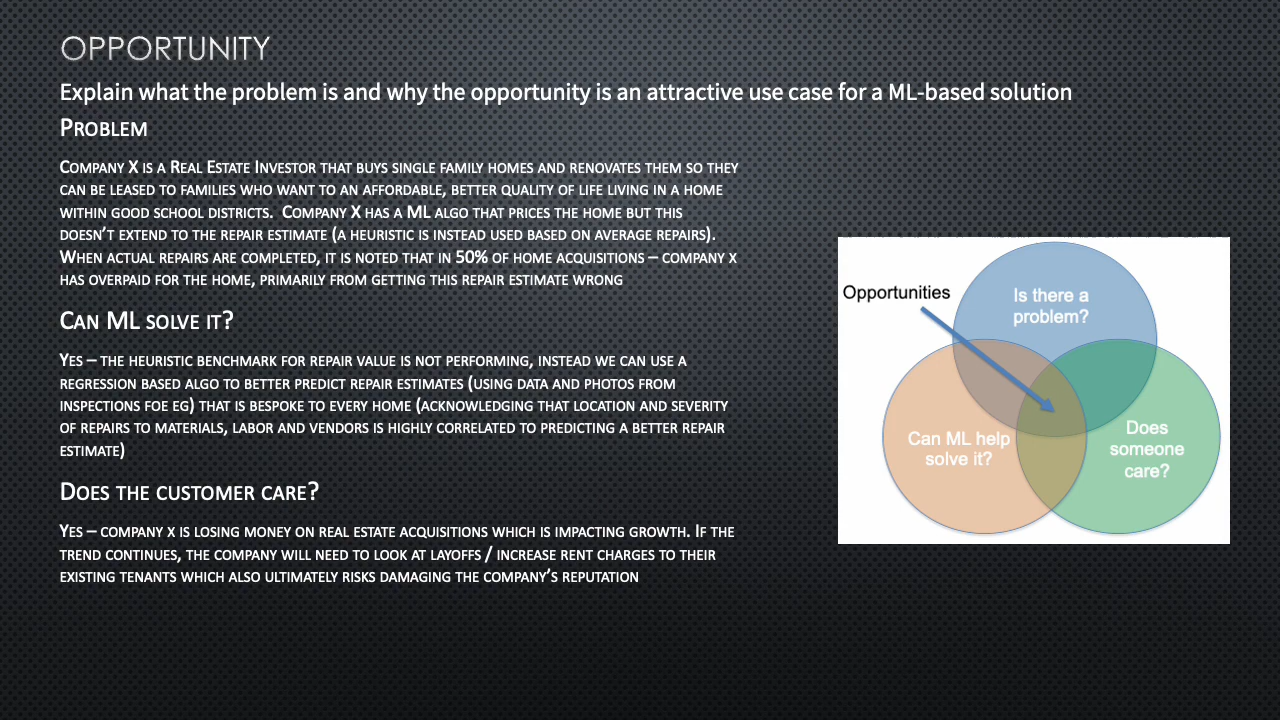 OPPORTUNITY
Explain what the problem is and why the opportunity is an attractive use case for a ML-based solution
Problem
Company X is a Real Estate Investor that buys single family homes and renovates them so they
can be leased to families who want to an affordable, better quality of life living in a home
within good school districts.  Company X has a ML algo that prices the home but this
doesn’t extend to the repair estimate (a heuristic is instead used based on average repairs).
When actual repairs are completed, it is noted that in 50% of home acquisitions – company x
has overpaid for the home, primarily from getting this repair estimate wrong
Can ML solve it?
Yes – the heuristic benchmark for repair value is not performing, instead we can use a
regression based algo to better predict repair estimates (using data and photos from
inspections foe eg) that is bespoke to every home (acknowledging that location and severity
of repairs to materials, labor and vendors is highly correlated to predicting a better repair
estimate)
Does the customer care?
Yes – company x is losing money on real estate acquisitions which is impacting growth. If the
trend continues, the company will need to look at layoffs / increase rent charges to their
existing tenants which also ultimately risks damaging the company’s reputation
Opportunities
Is there a
problem?
Can ML help
solve it?
Does
someone
care?